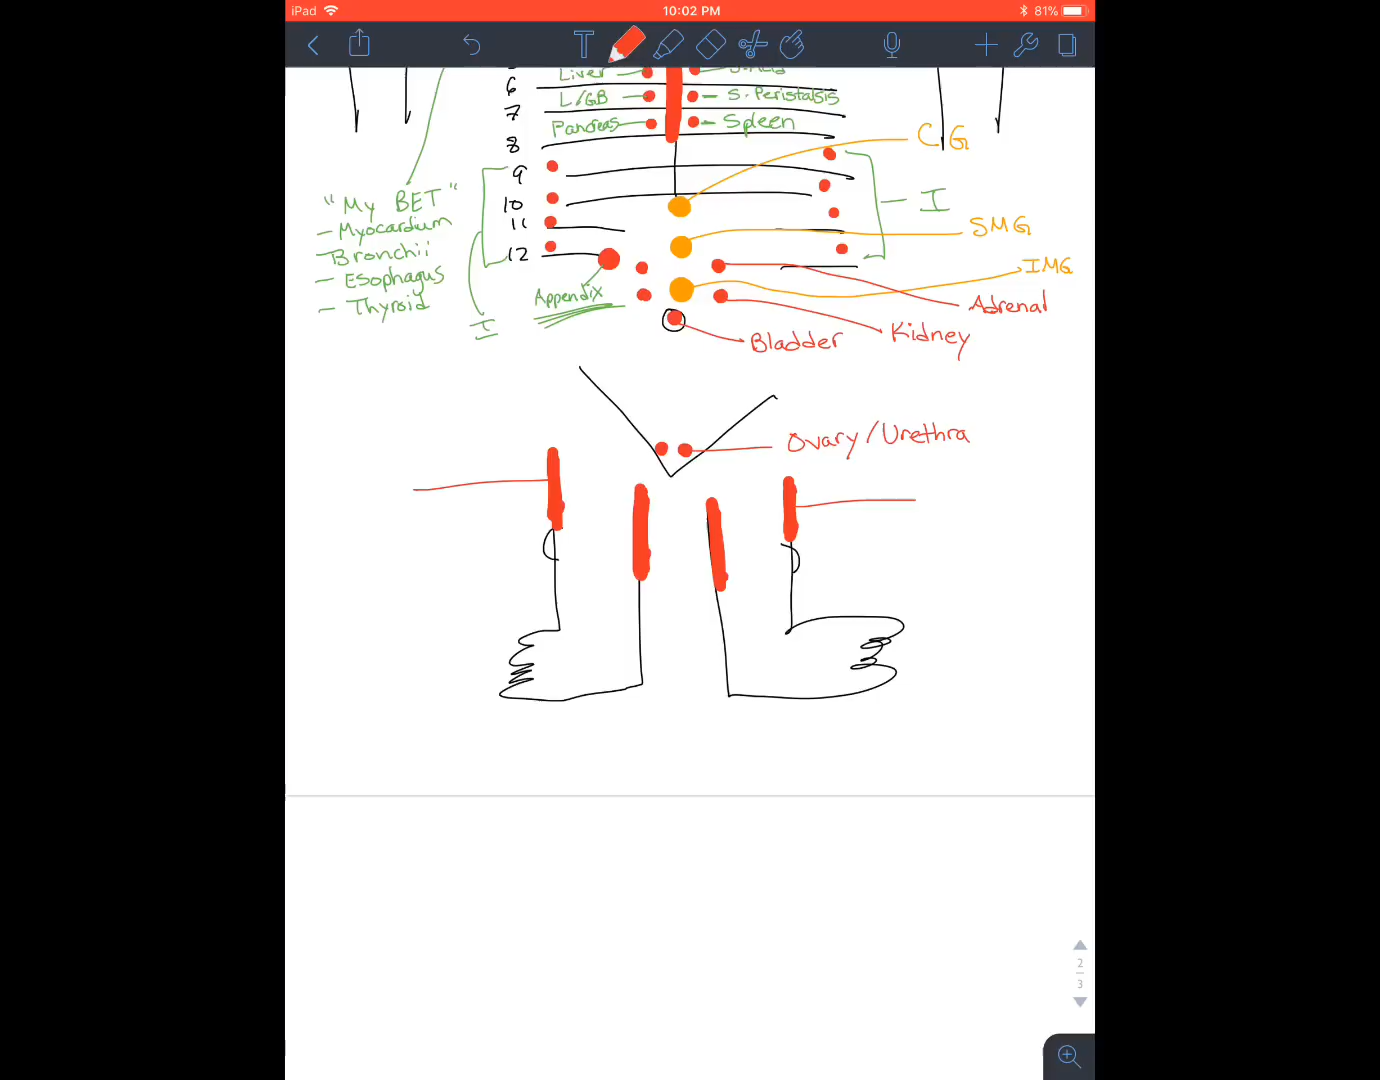 iPad
10:02 PM
81%
T
Liver
6
L/GB
S. Peristalsis
7
Pancreas
Spleen
8
CG
9
"My BET"
10
I
- Myocardium
11
SMG
- Bronchii
12
IMG
- Esophagus
Appendix
Adrenal
- Thyroid
I
Bladder
Kidney
Ovary/Urethra
2
3